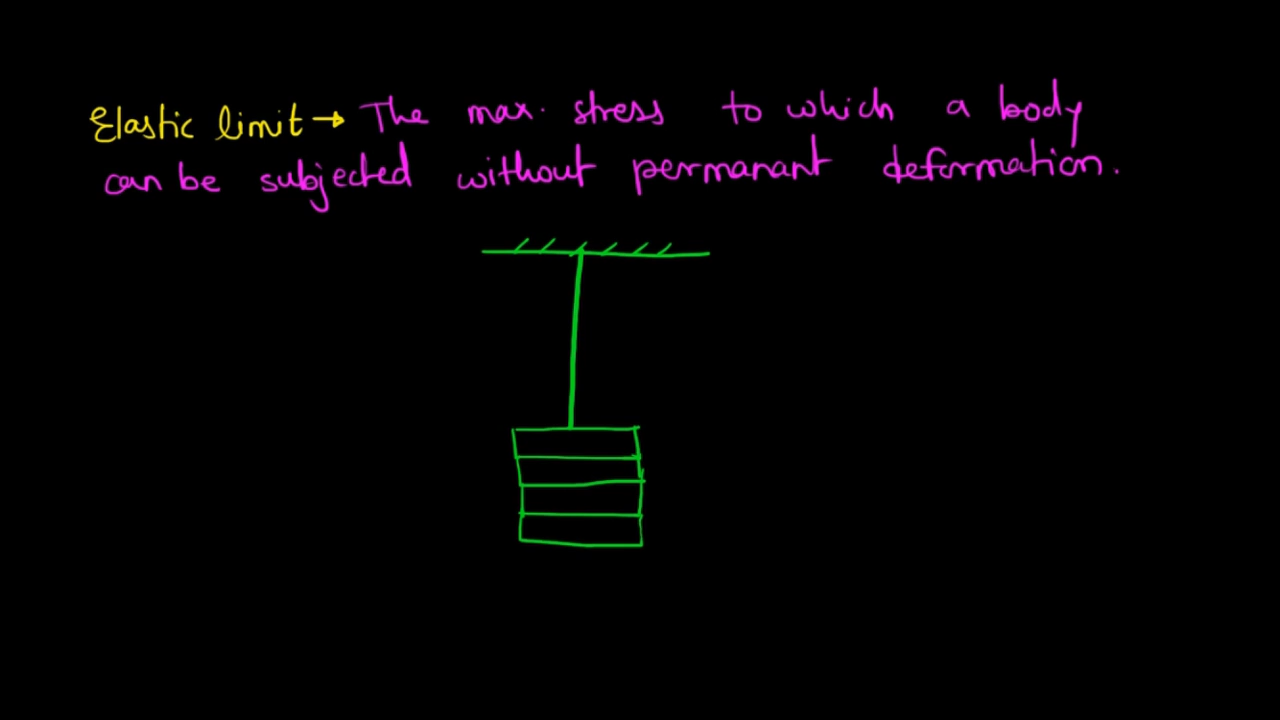 Elastic limit → The max. stress to which a body
can be subjected without permanant deformation.